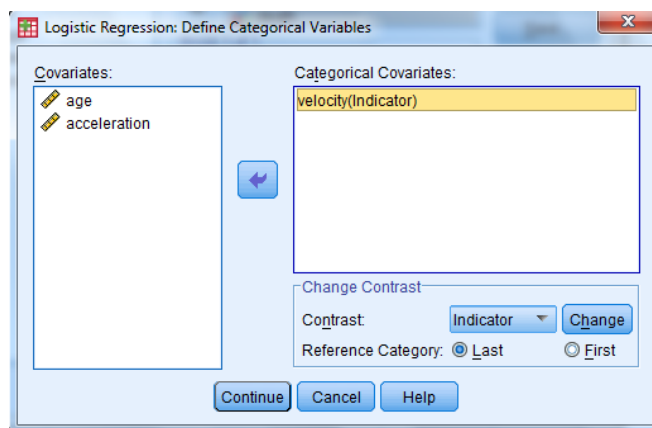 Logistic Regression: Define Categorical Variables
Covariates:
age
acceleration
Categorical Covariates:
velocity(Indicator)
Change Contrast
Contrast: Indicator Change
Reference Category: Last First
Continue Cancel Help